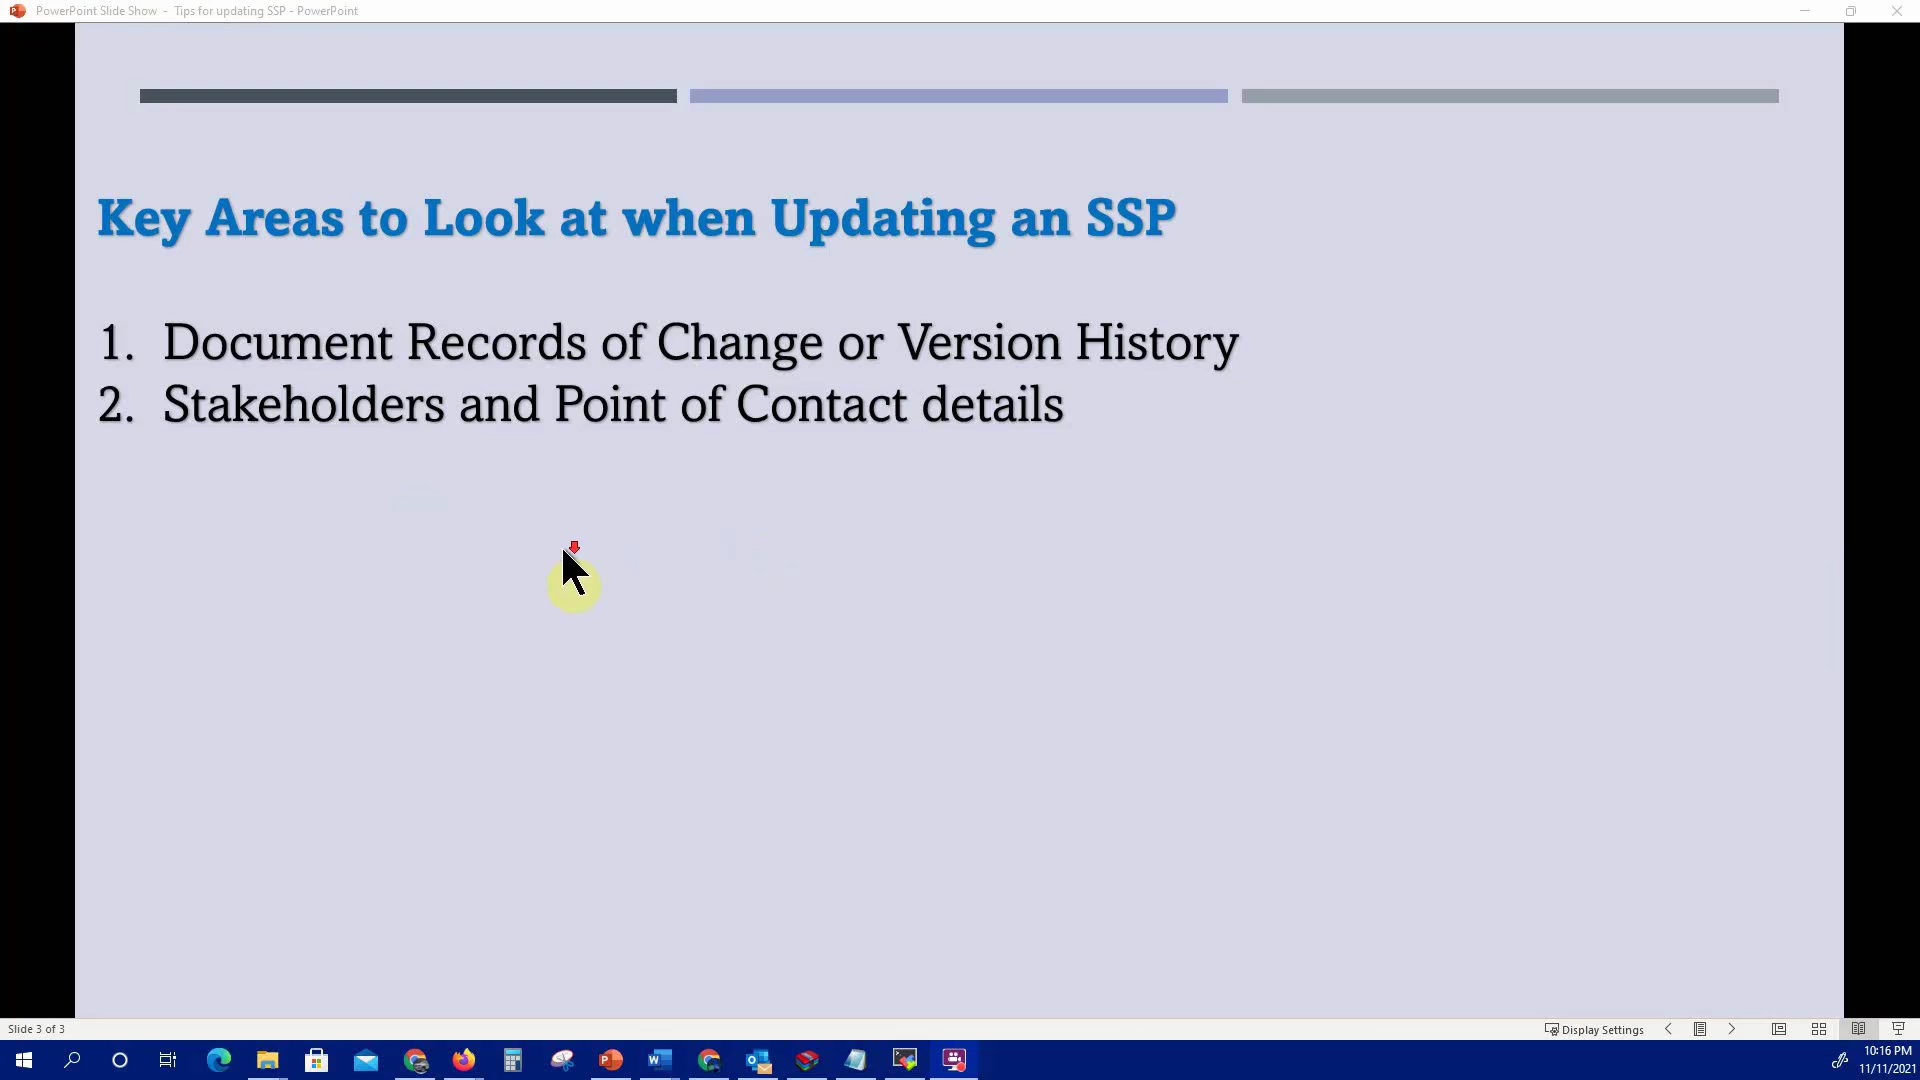 PowerPoint Slide Show - Tips for updating SSP - PowerPoint
Key Areas to Look at when Updating an SSP
1. Document Records of Change or Version History
2. Stakeholders and Point of Contact details
Slide 3 of 3
Display Settings
10:16 PM
11/11/2021